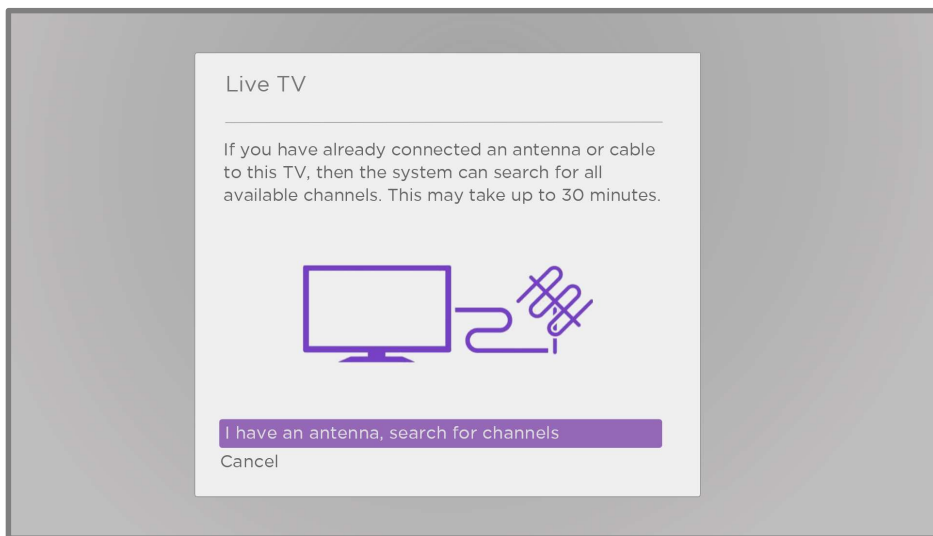 Live TV
If you have already connected an antenna or cable
to this TV, then the system can search for all
available channels. This may take up to 30 minutes.
I have an antenna, search for channels
Cancel